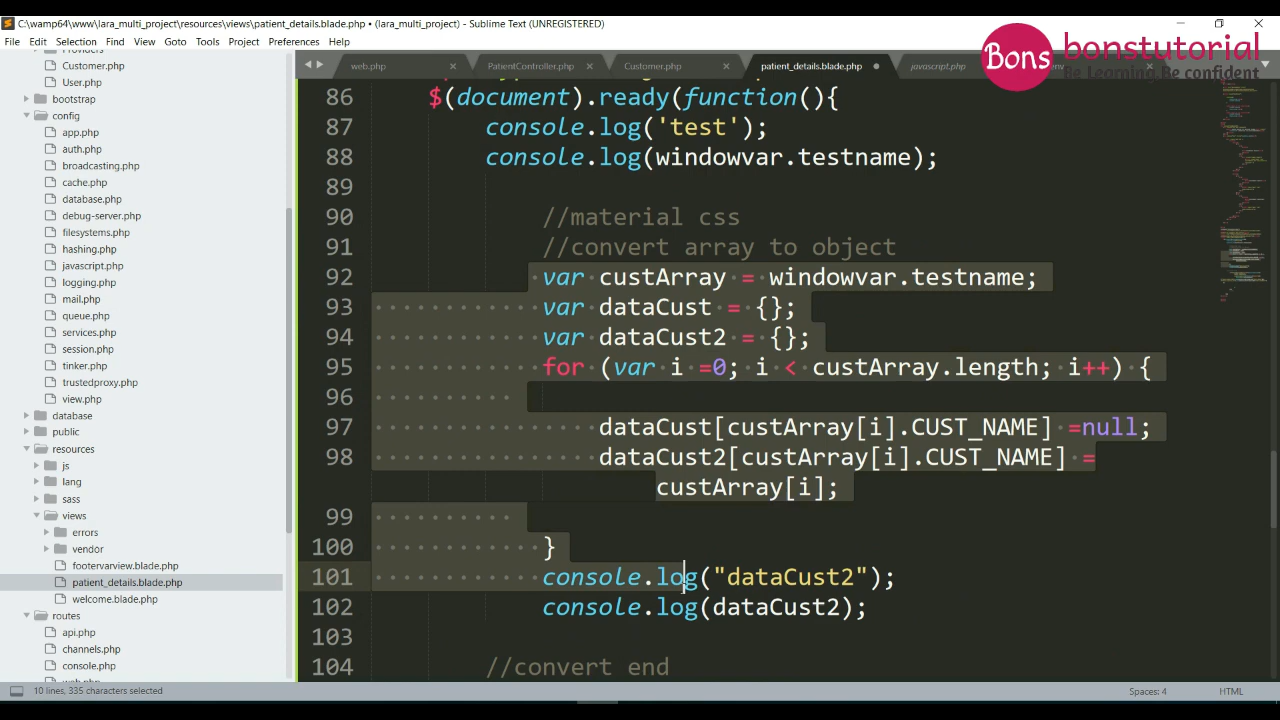 C:\wamp64\www\lara_multi_project\resources\views\patient_details.blade.php • (lara_multi_project) - Sublime Text (UNREGISTERED)
File Edit Selection Find View Goto Tools Project Preferences Help
Bons bonstutorial
Be Learning,Be confident
web.php PatientController.php Customer.php patient_details.blade.php javascript.php
Providers
Customer.php
User.php
bootstrap
config
app.php
auth.php
broadcasting.php
cache.php
database.php
debug-server.php
filesystems.php
hashing.php
javascript.php
logging.php
mail.php
queue.php
services.php
session.php
tinker.php
trustedproxy.php
view.php
database
public
resources
js
lang
sass
views
errors
vendor
footervarview.blade.php
patient_details.blade.php
welcome.blade.php
routes
api.php
channels.php
console.php
web.php
86 $(document).ready(function(){
87 console.log('test');
88 console.log(windowvar.testname);
89
90 //material css
91 //convert array to object
92 var custArray = windowvar.testname;
93 var dataCust = {};
94 var dataCust2 = {};
95 for (var i =0; i < custArray.length; i++) {
96
97 dataCust[custArray[i].CUST_NAME] =null;
98 dataCust2[custArray[i].CUST_NAME] =
custArray[i];
99
100 }
101 console.log("dataCust2");
102 console.log(dataCust2);
103
104 //convert end
10 lines, 335 characters selected
Spaces: 4
HTML